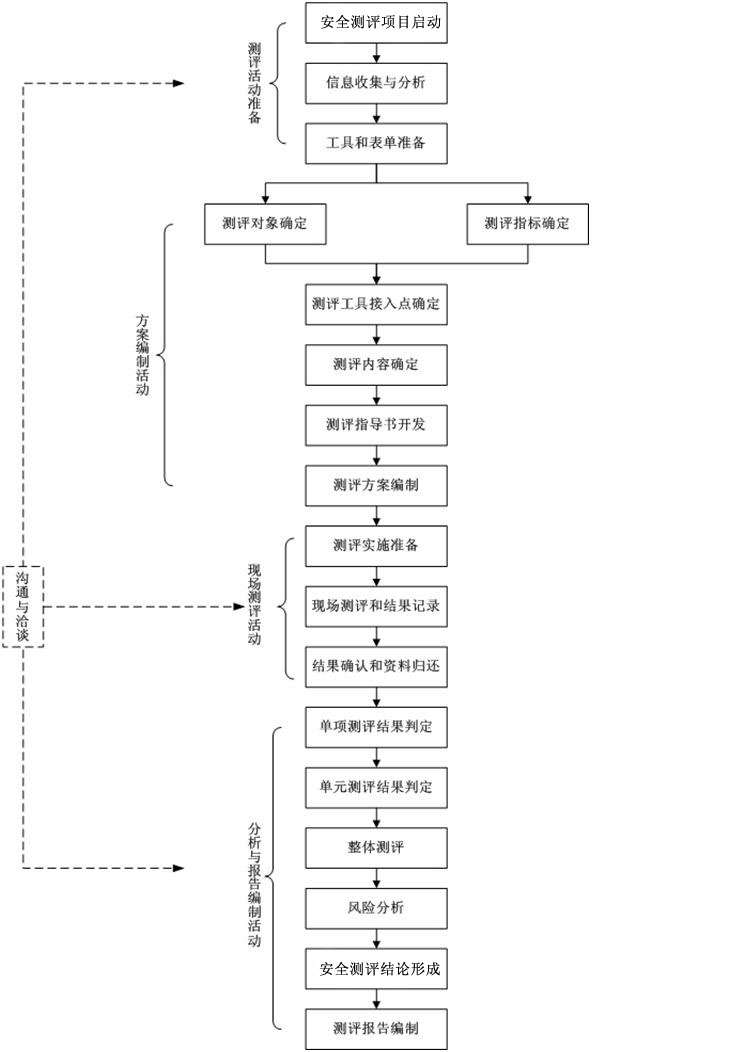 安全测评项目启动
测评活动准备
信息收集与分析
工具和表单准备
测评对象确定
测评指标确定
测评工具接入点确定
方案编制活动
测评内容确定
测评指导书开发
测评方案编制
测评实施准备
沟通与洽谈
现场测评活动
现场测评和结果记录
结果确认和资料归还
单项测评结果判定
单元测评结果判定
分析与报告编制活动
整体测评
风险分析
安全测评结论形成
测评报告编制